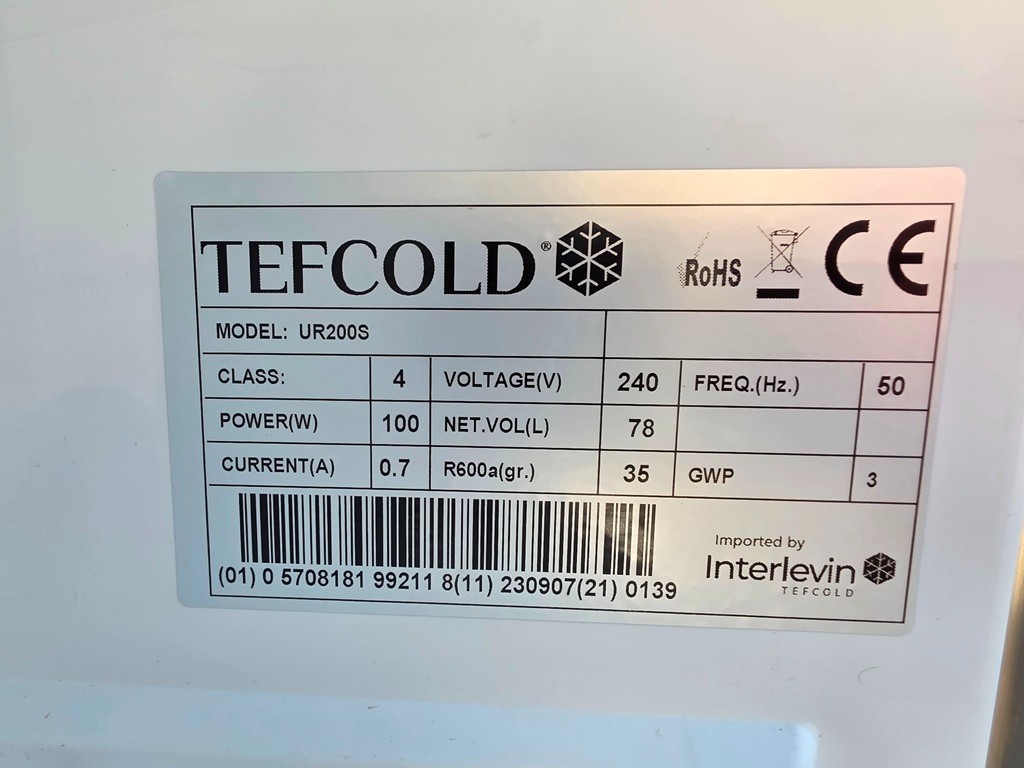 TEFCOLD®
RoHS
CE
MODEL: UR200S
CLASS: 4 VOLTAGE(V) 240 FREQ.(Hz.) 50
POWER(W) 100 NET.VOL(L) 78
CURRENT(A) 0.7 R600a(gr.) 35 GWP 3
(01) 0 5708181 99211 8(11) 230907(21) 0139
Imported by
Interlevin
TEFCOLD